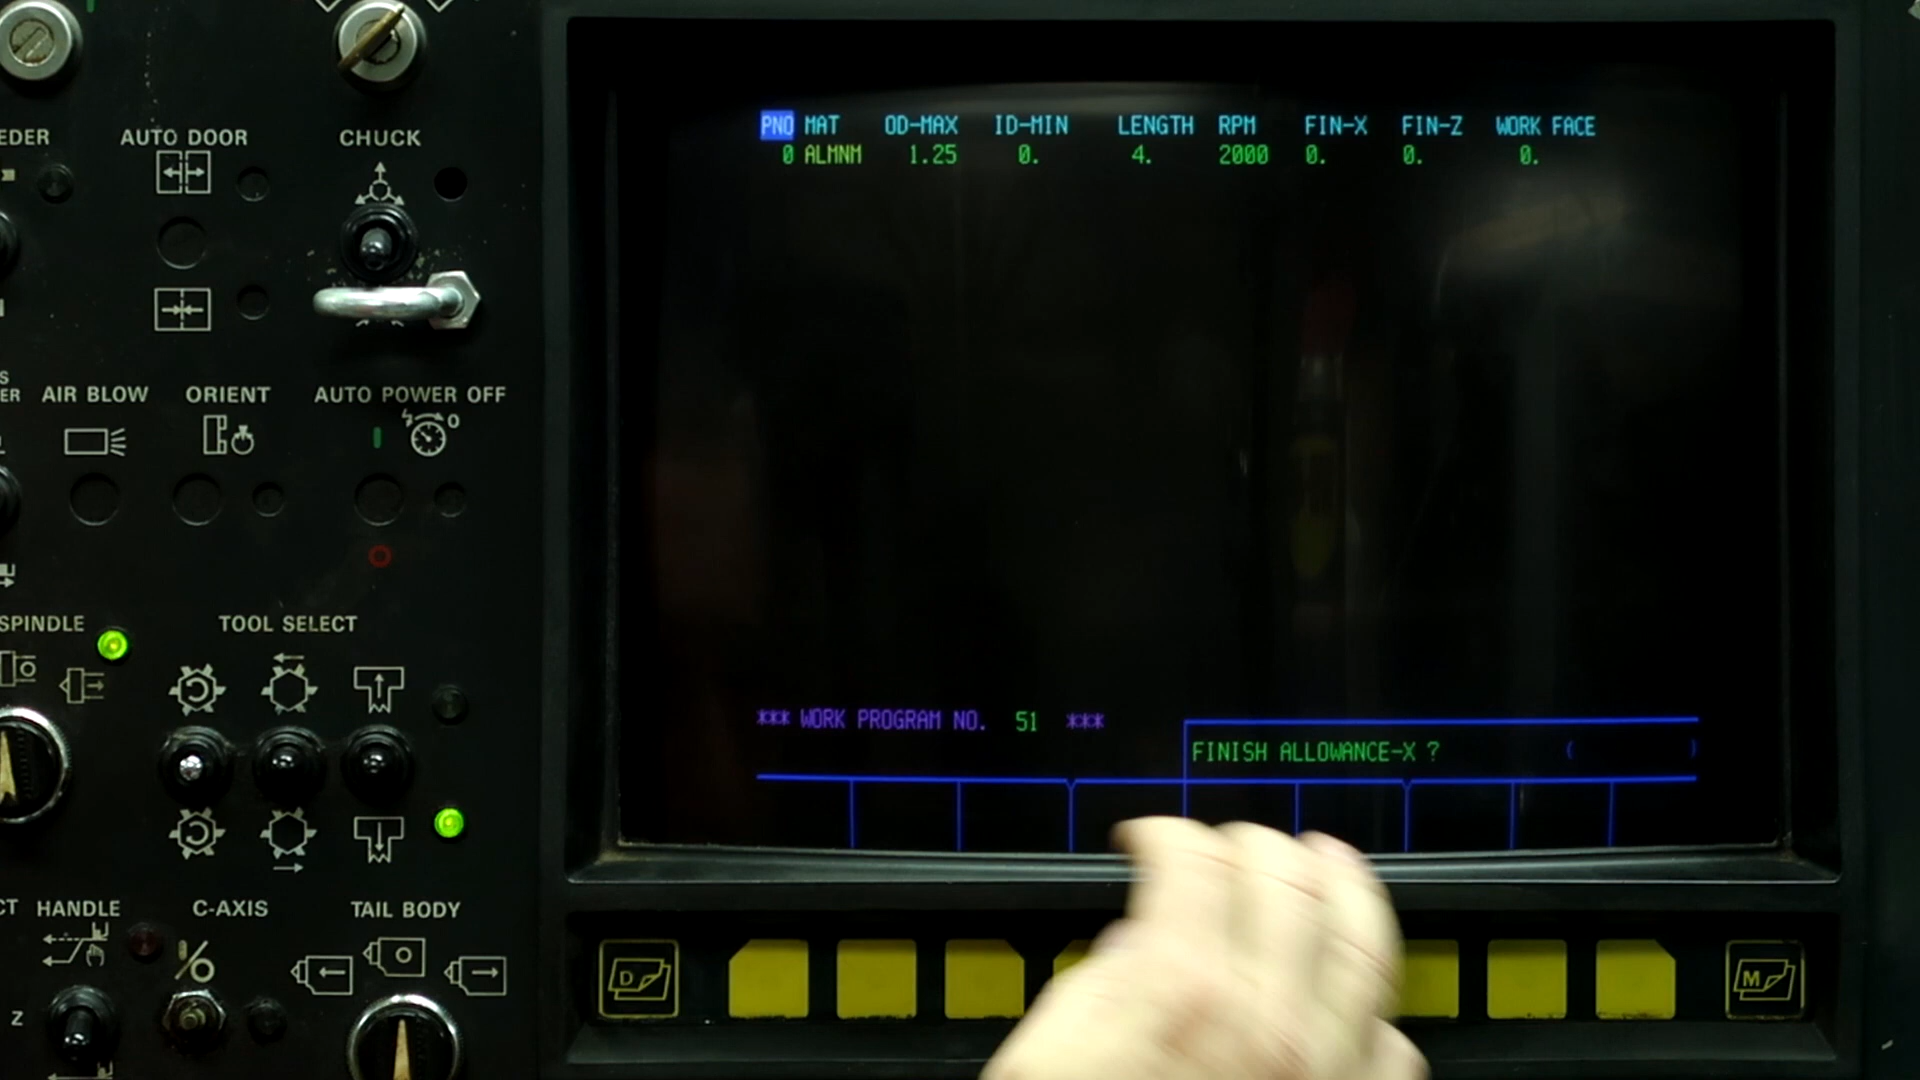 EDER
AUTO DOOR
CHUCK
S
ER
AIR BLOW
ORIENT
AUTO POWER OFF
O
SPINDLE
TOOL SELECT
CT
HANDLE
C-AXIS
TAIL BODY
Z
PNO MAT OD-MAX ID-MIN LENGTH RPM FIN-X FIN-Z WORK FACE
0 ALMNM 1.25 0. 4. 2000 0. 0. 0.
*** WORK PROGRAM NO. 51 ***
FINISH ALLOWANCE-X ? ( )
D
M